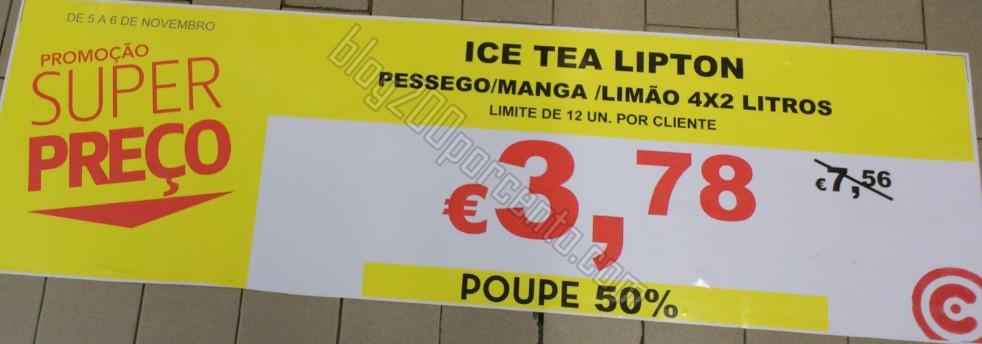 DE 5 A 6 DE NOVEMBRO
PROMOÇÃO
SUPER
PREÇO
ICE TEA LIPTON
PESSEGO/MANGA /LIMÃO 4X2 LITROS
LIMITE DE 12 UN. POR CLIENTE
€3,78
€7,56
POUPE 50%
blog200porcento.com